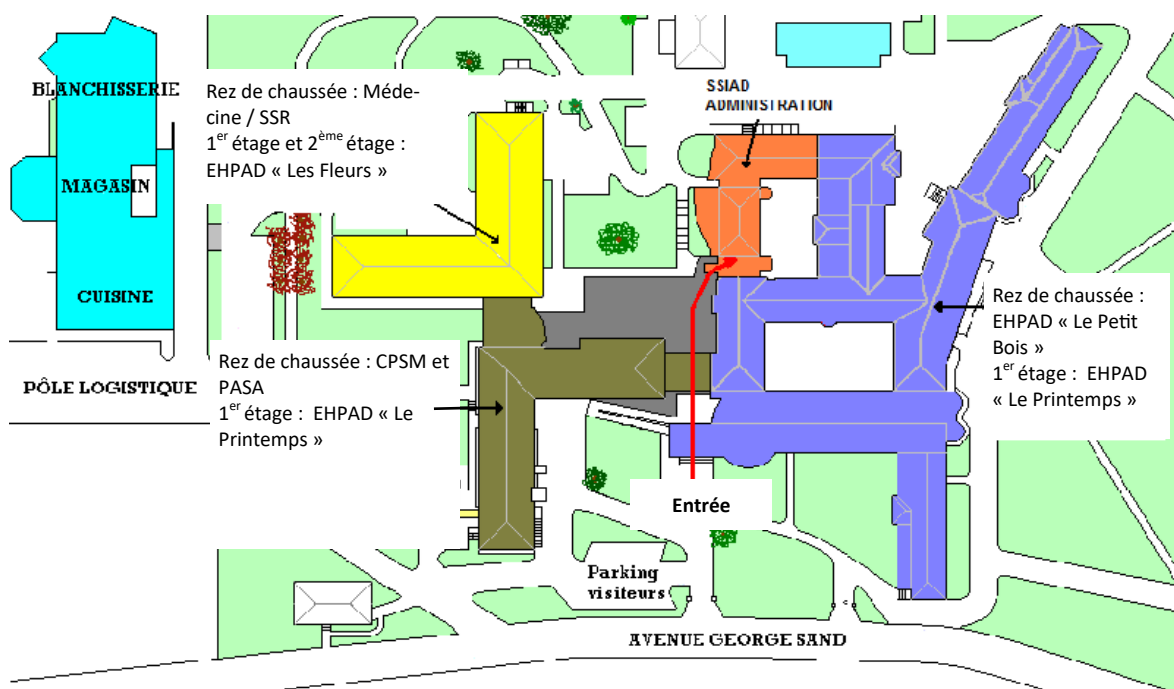 BLANCHISSERIE
MAGASIN
CUISINE
PÔLE LOGISTIQUE
Rez de chaussée : Méde-
cine / SSR
1er étage et 2ème étage :
EHPAD « Les Fleurs »
SSIAD
ADMINISTRATION
Rez de chaussée :
EHPAD « Le Petit
Bois »
1er étage : EHPAD
« Le Printemps »
Rez de chaussée : CPSM et
PASA
1er étage : EHPAD « Le
Printemps »
Entrée
Parking
visiteurs
AVENUE GEORGE SAND